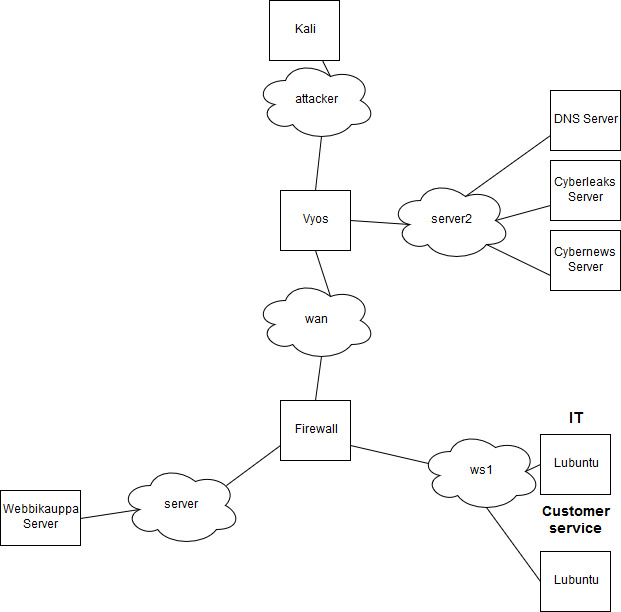 Kali
attacker
DNS Server
Cyberleaks
Server
Vyos
server2
Cybernews
Server
wan
Firewall
IT
Lubuntu
ws1
Webbikauppa
Server
server
Customer
service
Lubuntu